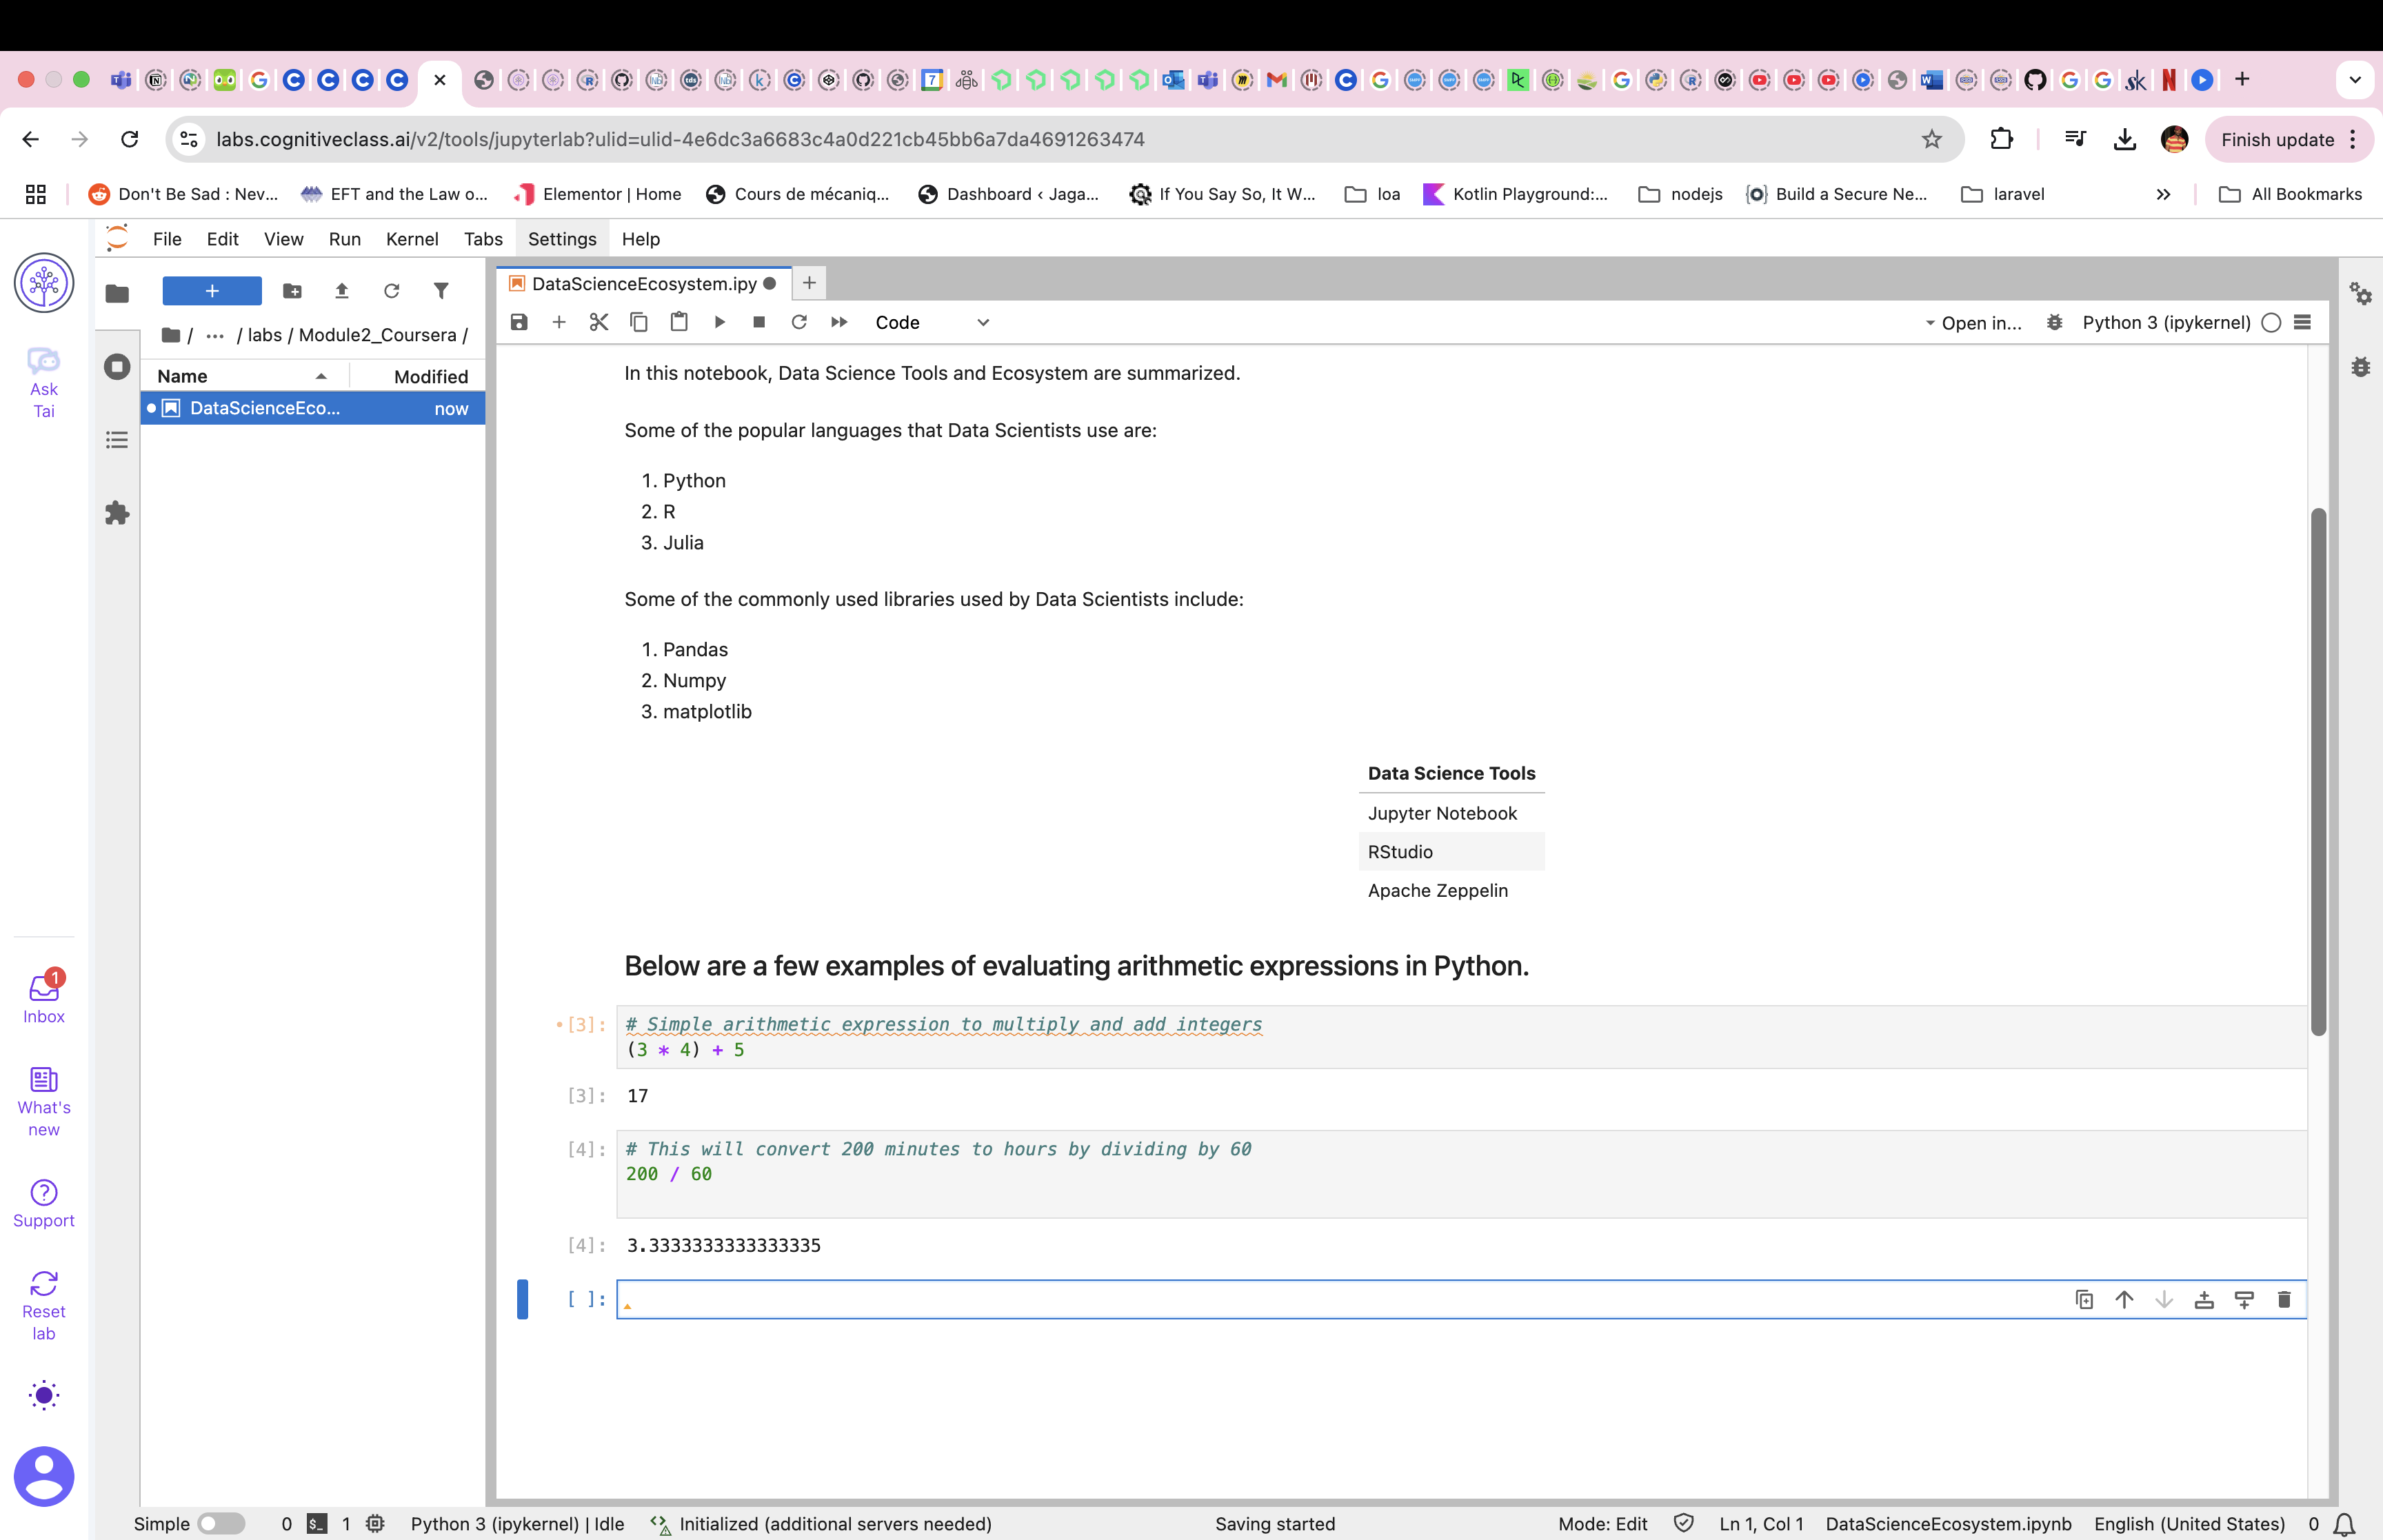 labs.cognitiveclass.ai/v2/tools/jupyterlab?ulid=ulid-4e6dc3a6683c4a0d221cb45bb6a7da4691263474
Finish update
Don't Be Sad : Nev...
EFT and the Law o...
Elementor | Home
Cours de mécaniq...
Dashboard ‹ Jaga...
If You Say So, It W...
loa
Kotlin Playground:...
nodejs
Build a Secure Ne...
laravel
All Bookmarks
File Edit View Run Kernel Tabs Settings Help
Ask
Tai
Inbox
1
What's
new
Support
Reset
lab
/ ··· / labs / Module2_Coursera /
Name Modified
DataScienceEco... now
DataScienceEcosystem.ipy
Code
Open in...
Python 3 (ipykernel)
In this notebook, Data Science Tools and Ecosystem are summarized.
Some of the popular languages that Data Scientists use are:
1. Python
2. R
3. Julia
Some of the commonly used libraries used by Data Scientists include:
1. Pandas
2. Numpy
3. matplotlib
Data Science Tools
Jupyter Notebook
RStudio
Apache Zeppelin
Below are a few examples of evaluating arithmetic expressions in Python.
[3]: # Simple arithmetic expression to multiply and add integers
(3 * 4) + 5
[3]: 17
[4]: # This will convert 200 minutes to hours by dividing by 60
200 / 60
[4]: 3.3333333333333335
[ ]:
Simple 0 $_ 1 Python 3 (ipykernel) | Idle Initialized (additional servers needed) Saving started Mode: Edit Ln 1, Col 1 DataScienceEcosystem.ipynb English (United States) 0